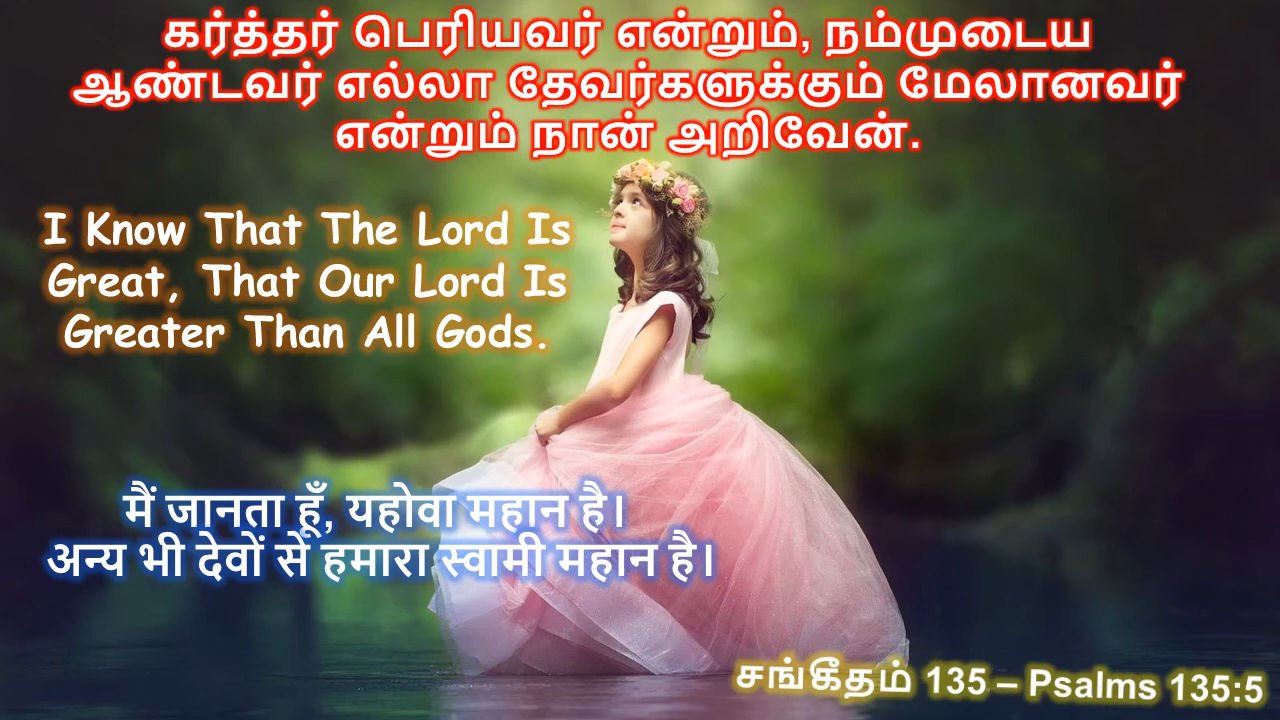 கர்த்தர் பெரியவர் என்றும், நம்முடைய
ஆண்டவர் எல்லா தேவர்களுக்கும் மேலானவர்
என்றும் நான் அறிவேன்.
I Know That The Lord Is
Great, That Our Lord Is
Greater Than All Gods.
मैं जानता हूँ, यहोवा महान है।
अन्य भी देवों से हमारा स्वामी महान है।
சங்கீதம் 135 – Psalms 135:5